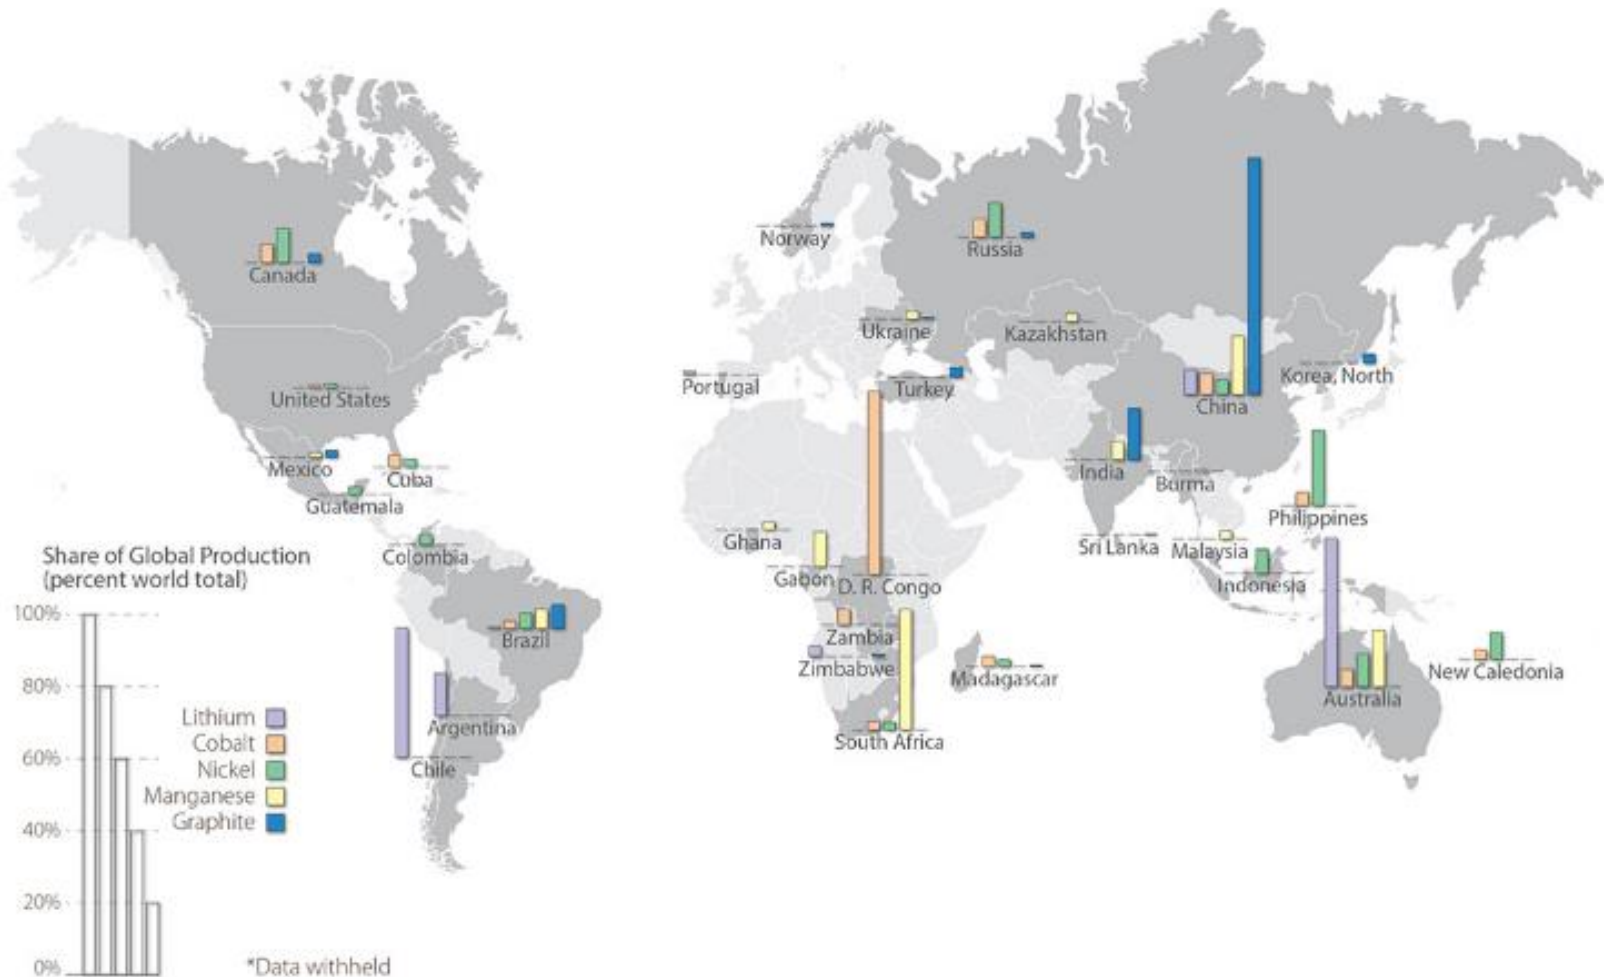 Canada
United States
Mexico
Cuba
Guatemala
Colombia
Brazil
Argentina
Chile
Norway
Russia
Ukraine
Kazakhstan
Portugal
Turkey
China
Korea, North
India
Burma
Philippines
Ghana
Gabon
D. R. Congo
Sri Lanka
Malaysia
Indonesia
Zambia
Zimbabwe
Madagascar
South Africa
Australia
New Caledonia
Share of Global Production
(percent world total)
100%
80%
60%
40%
20%
0%
Lithium
Cobalt
Nickel
Manganese
Graphite
*Data withheld